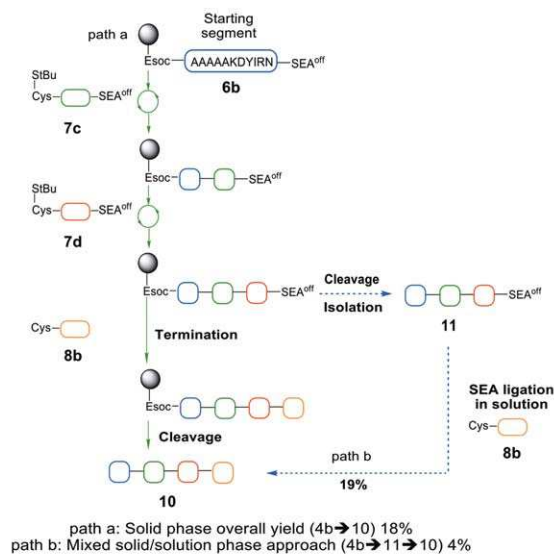 path a
Starting
segment
Esoc
AAAAAKDYIRN
SEAoff
6b
StBu
Cys
SEAoff
7c
Esoc
SEAoff
StBu
Cys
SEAoff
7d
Esoc
SEAoff
Cleavage
Isolation
SEAoff
11
Cys
8b
Termination
SEA ligation
in solution
Cys
8b
Esoc
Cleavage
path b
19%
10
path a: Solid phase overall yield (4b➔10) 18%
path b: Mixed solid/solution phase approach (4b➔11➔10) 4%